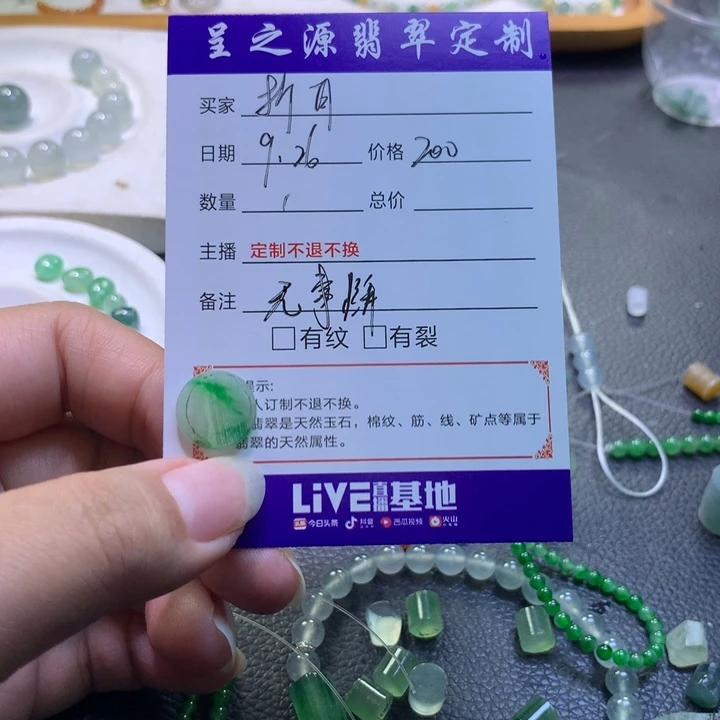 呈之源翡翠定制
买家
日期 9.26 价格 200
数量 1 总价
主播 定制不退不换
备注 无事牌
有纹 有裂
提示:
人订制不退不换。
翡翠是天然玉石，棉纹、筋、线、矿点等属于
翡翠的天然属性。
LiVE直播基地
头条 今日头条 抖音 西瓜视频 火山